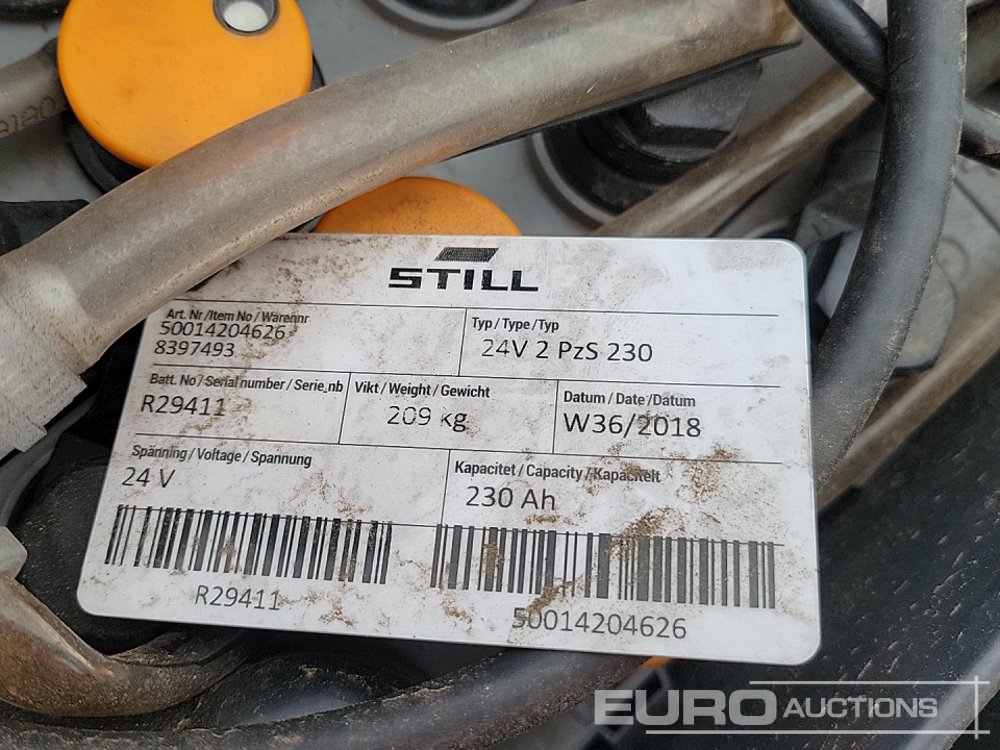 STILL
Art. Nr /Item No / Warennr
50014204626
8397493
Typ / Type /Typ
24V 2 PzS 230
Batt. No / Serial number / Serie,nb
R29411
Vikt / Weight / Gewicht
209 kg
Datum / Date /Datum
W36/2018
Spänning / Voltage / Spannung
24 V
Kapacitet / Capacity / Kapaciteit
230 Ah
R29411
50014204626
EURO AUCTIONS